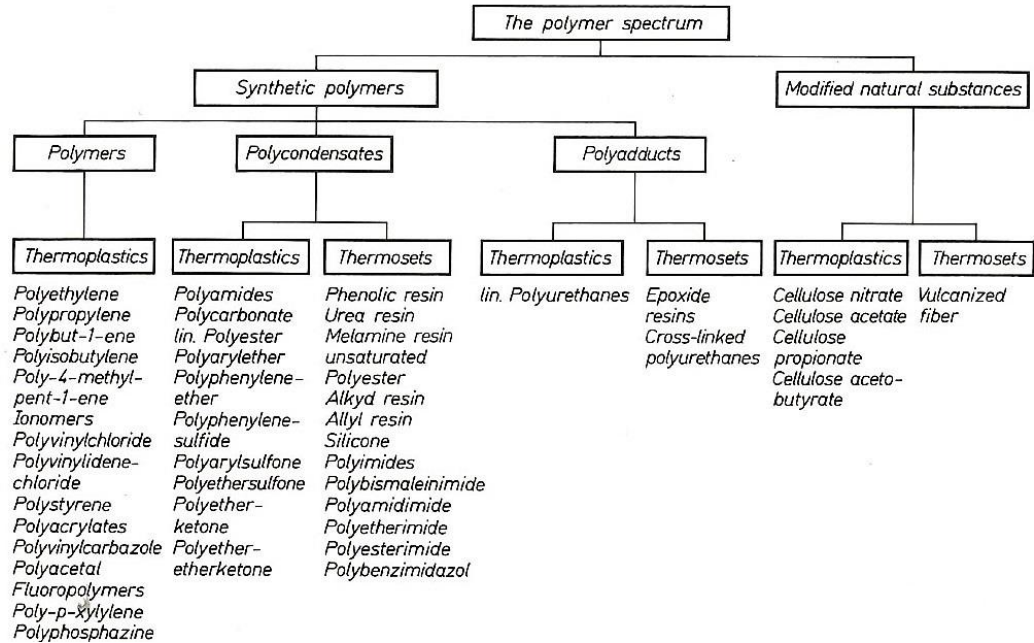 The polymer spectrum
Synthetic polymers
Modified natural substances
Polymers
Polycondensates
Polyadducts
Thermoplastics
Thermoplastics
Thermosets
Thermoplastics
Thermosets
Thermoplastics
Thermosets
Polyethylene
Polypropylene
Polybut-1-ene
Polyisobutylene
Poly-4-methyl-
pent-1-ene
Ionomers
Polyvinylchloride
Polyvinylidene-
chloride
Polystyrene
Polyacrylates
Polyvinylcarbazole
Polyacetal
Fluoropolymers
Poly-p-xylylene
Polyphosphazine
Polyamides
Polycarbonate
lin. Polyester
Polyarylether
Polyphenylene-
ether
Polyphenylene-
sulfide
Polyarylsulfone
Polyethersulfone
Polyether-
ketone
Polyether-
etherketone
Phenolic resin
Urea resin
Melamine resin
unsaturated
Polyester
Alkyd resin
Allyl resin
Silicone
Polyimides
Polybismaleinimide
Polyamidimide
Polyetherimide
Polyesterimide
Polybenzimidazol
lin. Polyurethanes
Epoxide
resins
Cross-linked
polyurethanes
Cellulose nitrate
Cellulose acetate
Cellulose
propionate
Cellulose aceto-
butyrate
Vulcanized
fiber